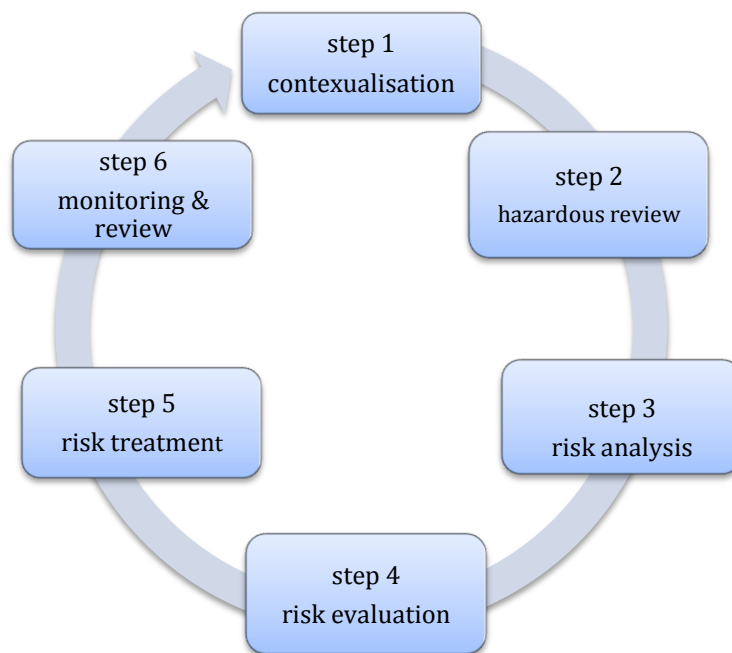 step 1
contexualisation
step 2
hazardous review
step 3
risk analysis
step 4
risk evaluation
step 5
risk treatment
step 6
monitoring &
review